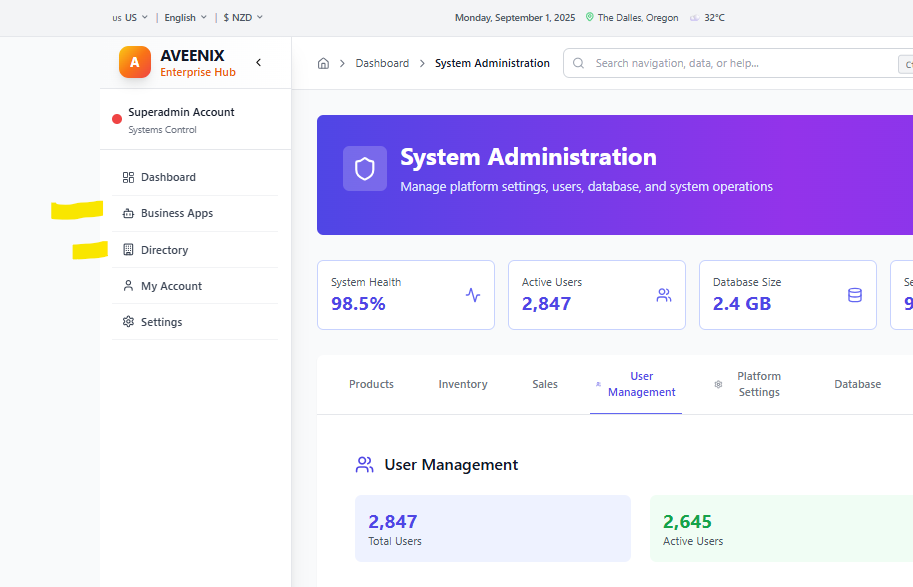 us US | English | $ NZD
Monday, September 1, 2025 The Dalles, Oregon 32°C
A
AVEENIX
Enterprise Hub
Superadmin Account
Systems Control
Dashboard
Business Apps
Directory
My Account
Settings
Dashboard System Administration
Search navigation, data, or help...
System Administration
Manage platform settings, users, database, and system operations
System Health
98.5%
Active Users
2,847
Database Size
2.4 GB
Products
Inventory
Sales
User
Management
Platform
Settings
Database
User Management
2,847
Total Users
2,645
Active Users